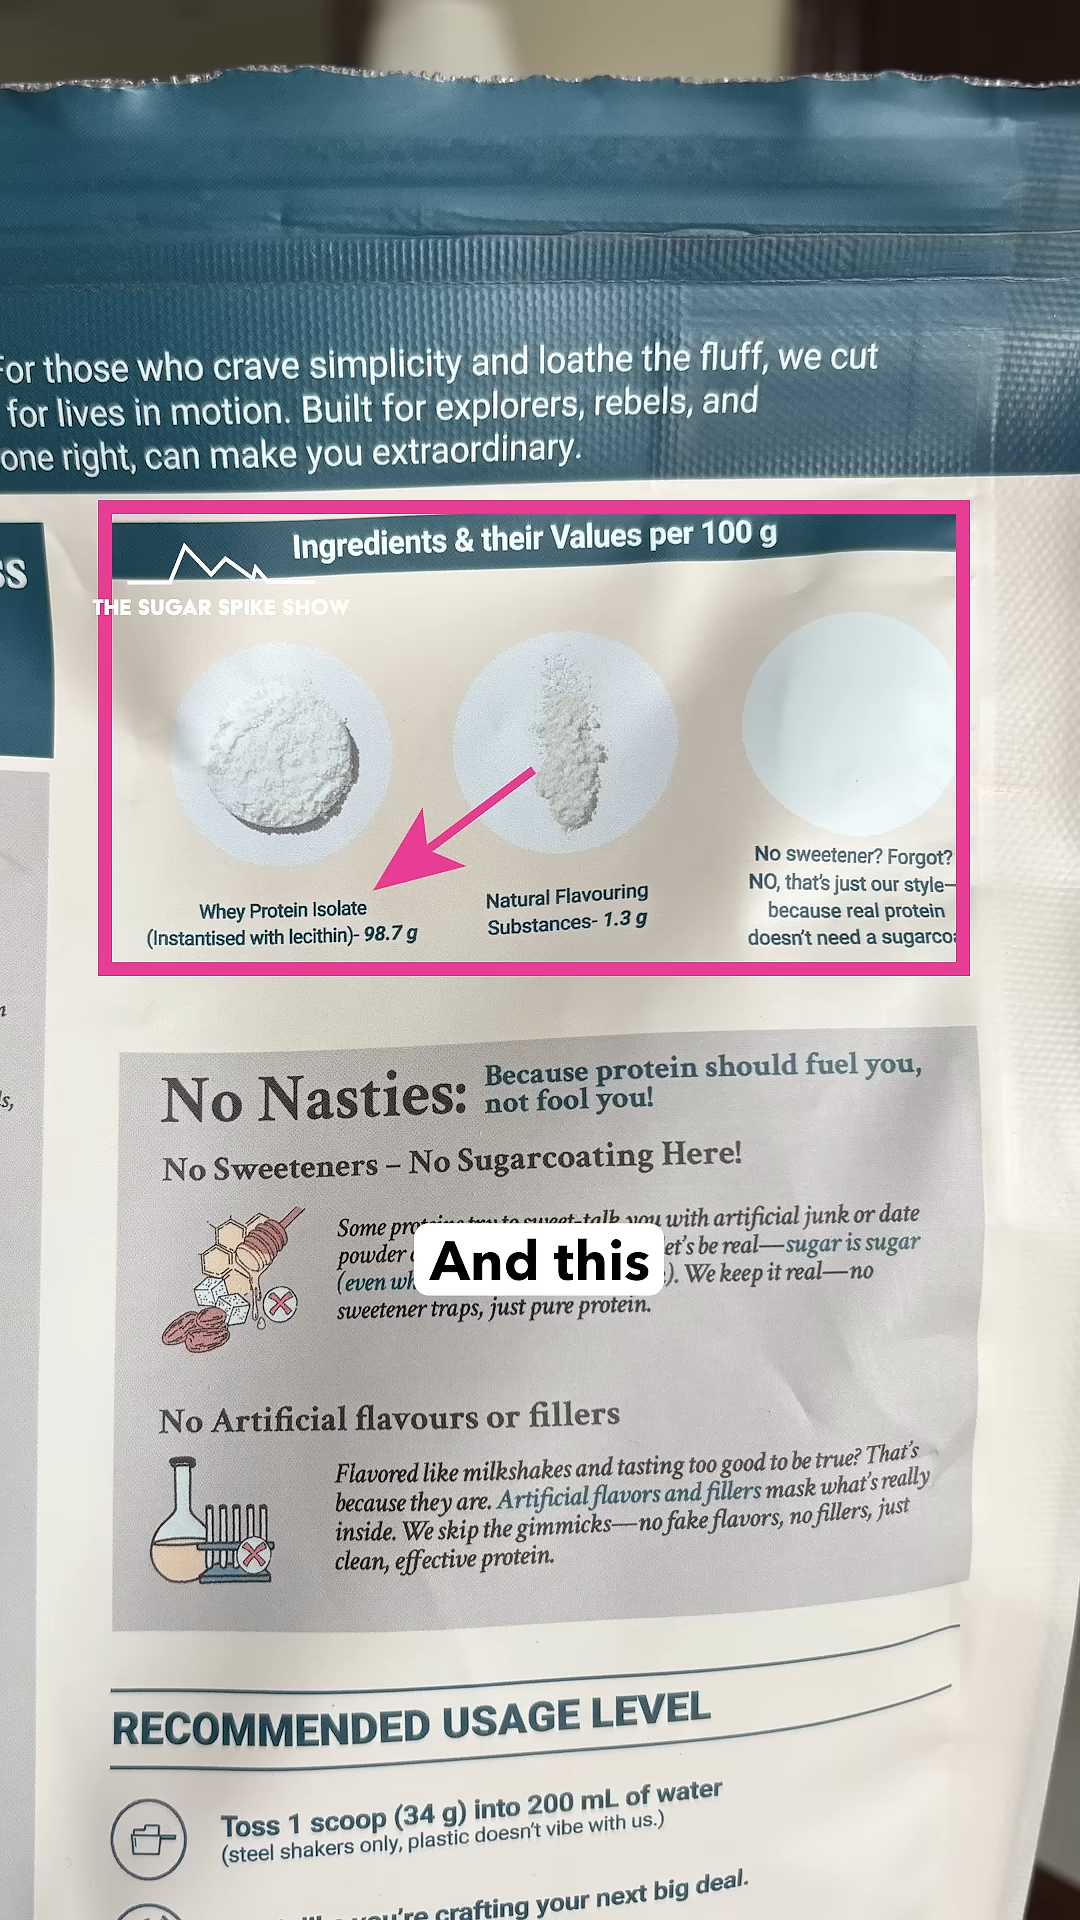 For those who crave simplicity and loathe the fluff, we cut
for lives in motion. Built for explorers, rebels, and
one right, can make you extraordinary.
Ingredients & their Values per 100 g
THE SUGAR SPIKE SHOW
Whey Protein Isolate
(Instantised with lecithin)- 98.7 g
Natural Flavouring
Substances- 1.3 g
No sweetener? Forgot?
NO, that's just our style—
because real protein
doesn't need a
No Nasties:
Because protein should fuel you,
not fool you!
No Sweeteners – No Sugarcoating Here!
Some to sweet-talk you with artificial junk or date
powder let's be real—sugar is sugar
(even We keep it real—no
sweetener traps, just pure protein.
And this
No Artificial flavours or fillers
Flavored like milkshakes and tasting too good to be true? That's
because they are. Artificial flavors and fillers mask what's really
inside. We skip the gimmicks—no fake flavors, no fillers, just
clean, effective protein.
RECOMMENDED USAGE LEVEL
Toss 1 scoop (34 g) into 200 mL of water
(steel shakers only, plastic doesn't vibe with us.)
you're crafting your next big deal.